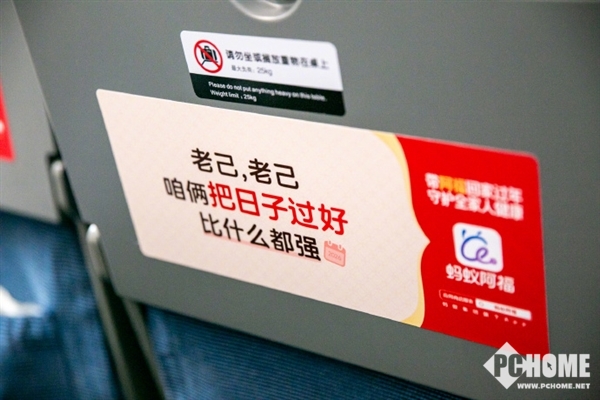 请勿坐或摊放重物在桌上
最大负荷：25kg
Please do not put anything heavy on this table.
Weight limit : 25kg
老己，老己
咱俩把日子过好
比什么都强
带阿福回家过年
守护全家人健康
蚂蚁阿福
PCHOME
WWW.PCHOME.NET